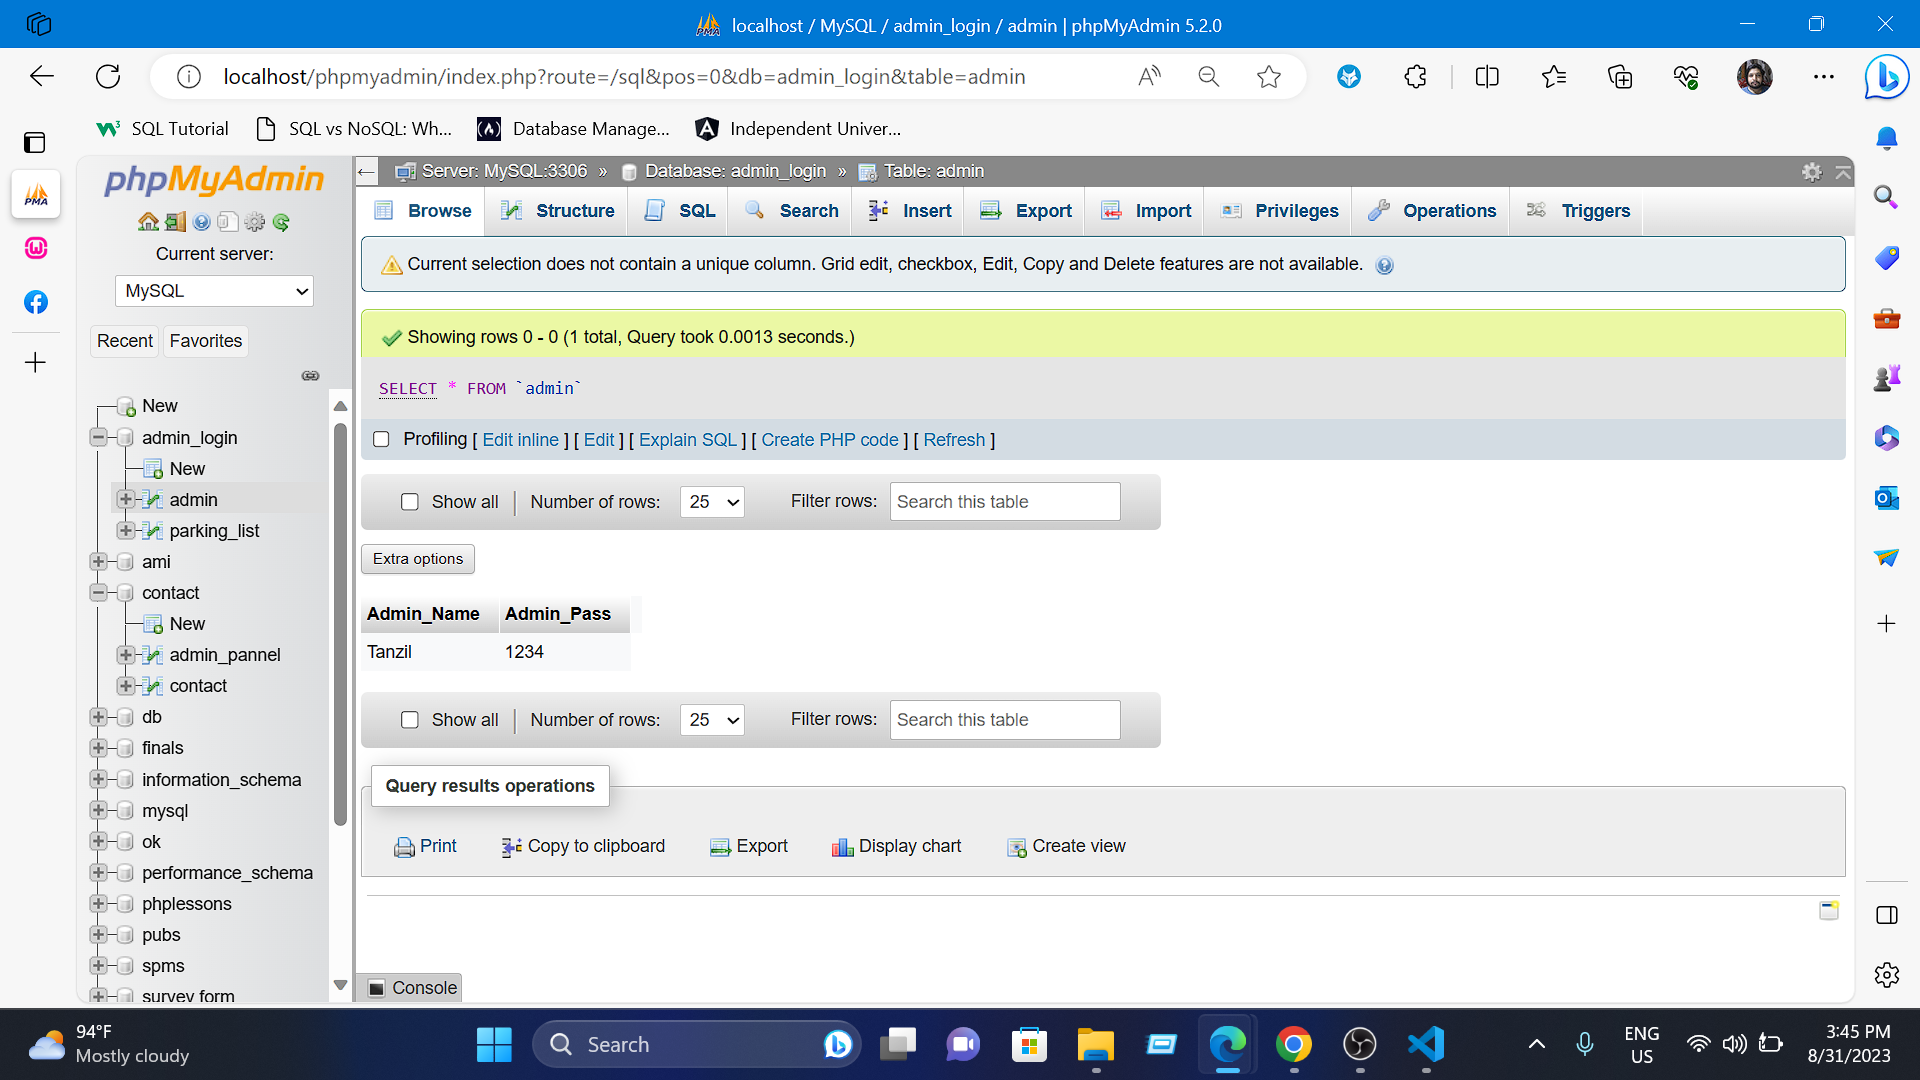 localhost / MySQL / admin_login / admin | phpMyAdmin 5.2.0
localhost/phpmyadmin/index.php?route=/sql&pos=0&db=admin_login&table=admin
SQL Tutorial
SQL vs NoSQL: Wh...
Database Manage...
Independent Univer...
PMA
phpMyAdmin
Current server:
MySQL
Recent
Favorites
New
admin_login
New
admin
parking_list
ami
contact
New
admin_pannel
contact
db
finals
information_schema
mysql
ok
performance_schema
phplessons
pubs
spms
survey form
Server: MySQL:3306 » Database: admin_login » Table: admin
Browse
Structure
SQL
Search
Insert
Export
Import
Privileges
Operations
Triggers
Current selection does not contain a unique column. Grid edit, checkbox, Edit, Copy and Delete features are not available.
Showing rows 0 - 0 (1 total, Query took 0.0013 seconds.)
SELECT * FROM `admin`
Profiling [ Edit inline ] [ Edit ] [ Explain SQL ] [ Create PHP code ] [ Refresh ]
Show all | Number of rows: 25 Filter rows: Search this table
Extra options
Admin_Name Admin_Pass
Tanzil 1234
Show all | Number of rows: 25 Filter rows: Search this table
Query results operations
Print
Copy to clipboard
Export
Display chart
Create view
Console
94°F
Mostly cloudy
Search
ENG
US
3:45 PM
8/31/2023